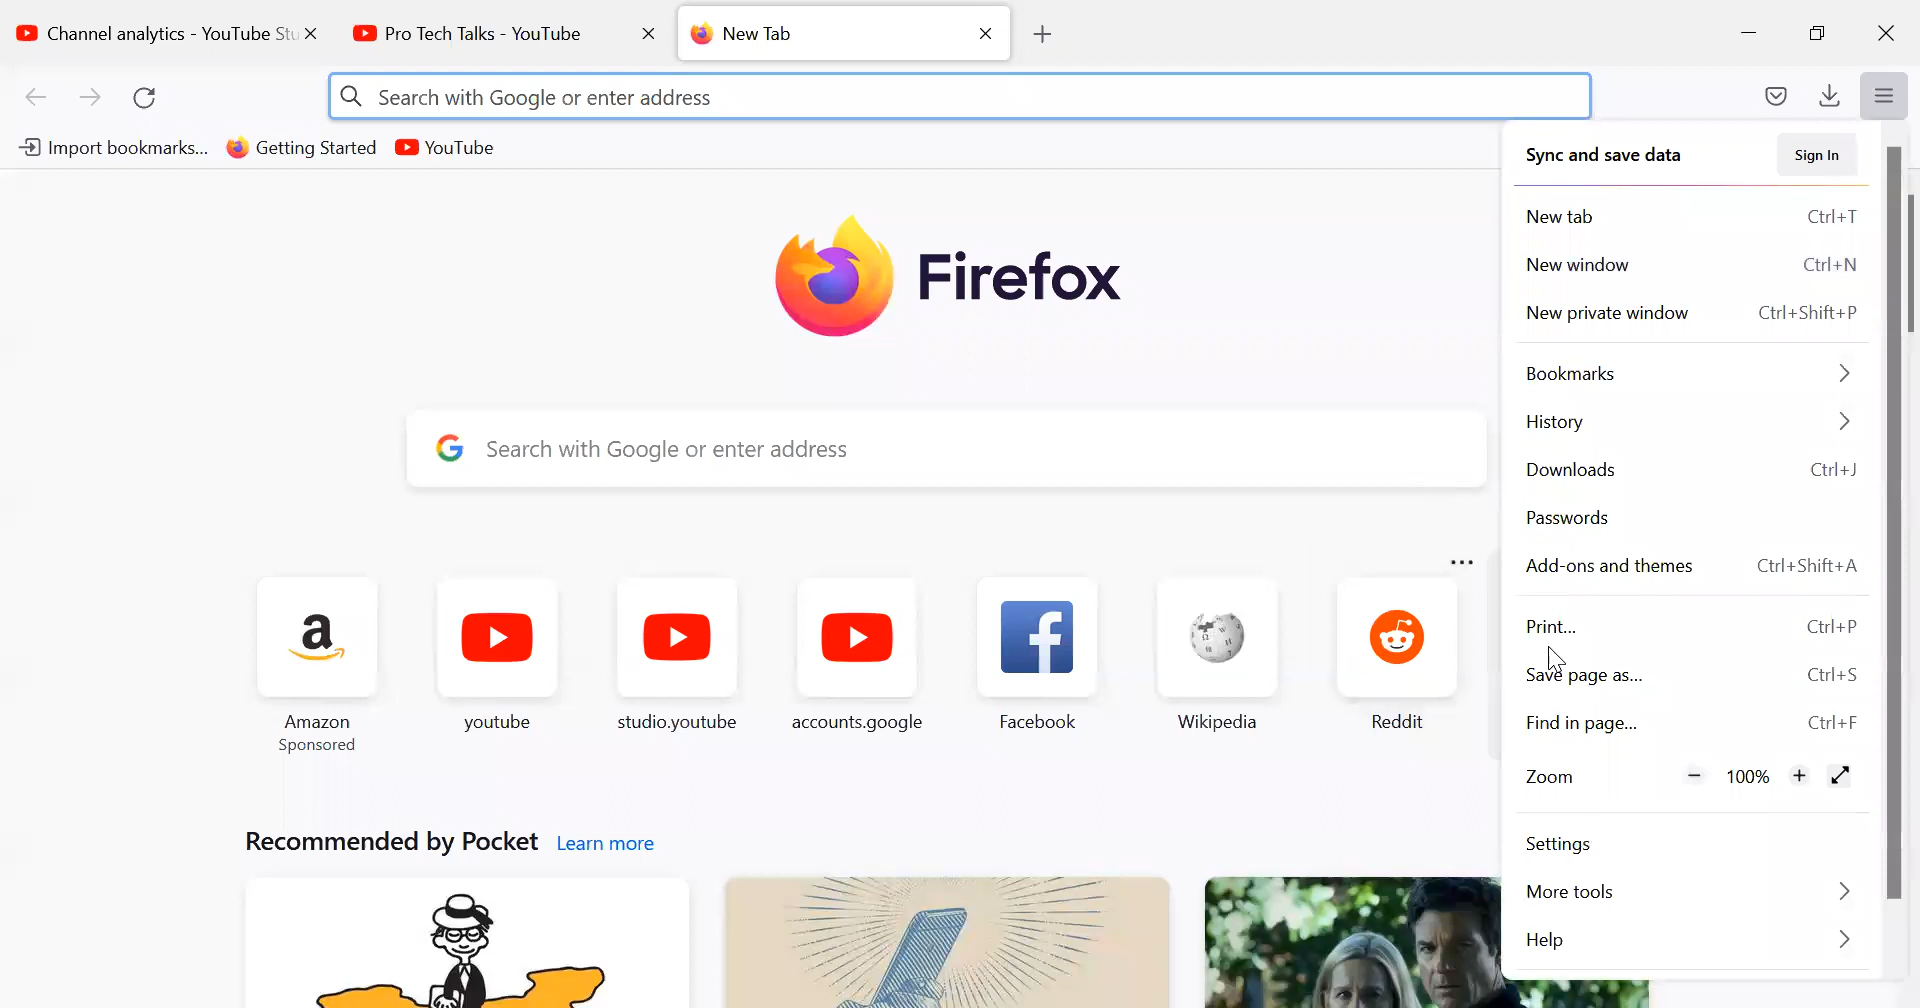 Channel analytics - YouTube Stu
Pro Tech Talks - YouTube
New Tab
Search with Google or enter address
Import bookmarks...
Getting Started
YouTube
Sync and save data
Sign In
New tab Ctrl+T
New window Ctrl+N
New private window Ctrl+Shift+P
Bookmarks
History
Downloads Ctrl+J
Passwords
Add-ons and themes Ctrl+Shift+A
Print... Ctrl+P
Save page as... Ctrl+S
Find in page... Ctrl+F
Zoom 100%
Settings
More tools
Help
Firefox
Search with Google or enter address
Amazon
Sponsored
youtube
studio.youtube
accounts.google
Facebook
Wikipedia
Reddit
Recommended by Pocket Learn more